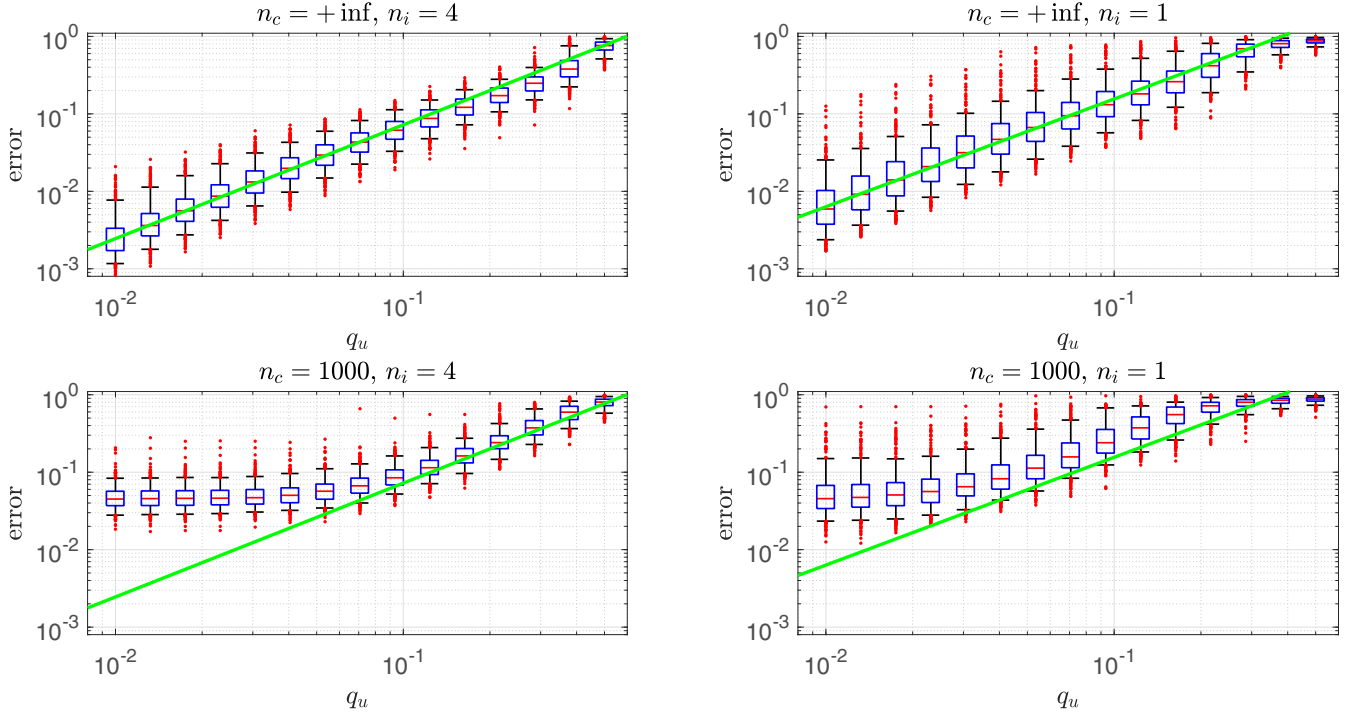 n_c = + inf, n_i = 4
10^0
10^-1
10^-2
10^-3
error
10^-2
10^-1
q_u
n_c = + inf, n_i = 1
10^0
10^-1
10^-2
10^-3
error
10^-2
10^-1
q_u
n_c = 1000, n_i = 4
10^0
10^-1
10^-2
10^-3
error
10^-2
10^-1
q_u
n_c = 1000, n_i = 1
10^0
10^-1
10^-2
10^-3
error
10^-2
10^-1
q_u